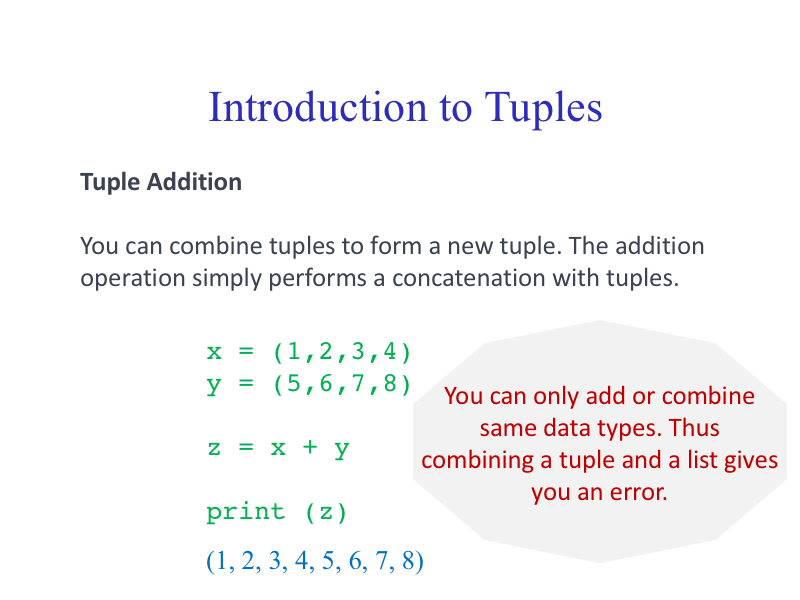 Introduction to Tuples
Tuple Addition
You can combine tuples to form a new tuple. The addition
operation simply performs a concatenation with tuples.
x = (1,2,3,4)
y = (5,6,7,8)
z = x + y
print (z)
(1, 2, 3, 4, 5, 6, 7, 8)
You can only add or combine
same data types. Thus
combining a tuple and a list gives
you an error.